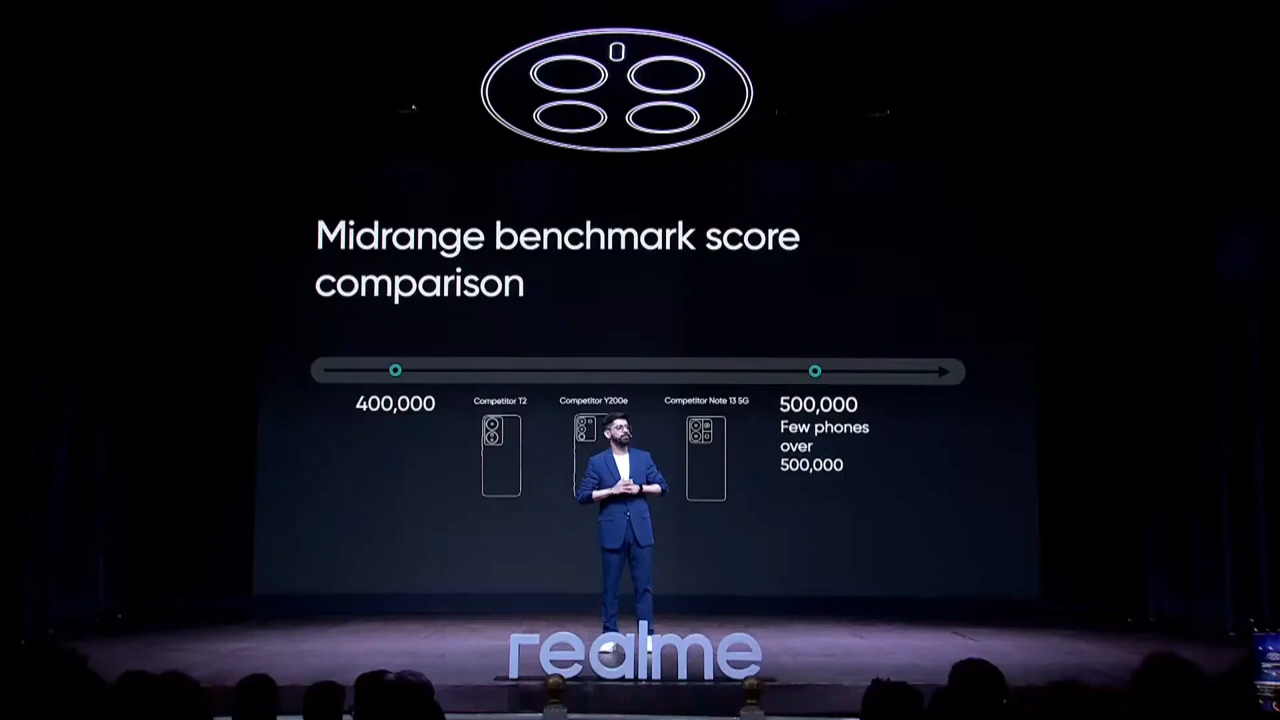 Midrange benchmark score
comparison
400,000
Competitor T2
Competitor Y200e
Competitor Note 13 5G
500,000
Few phones
over
500,000
realme